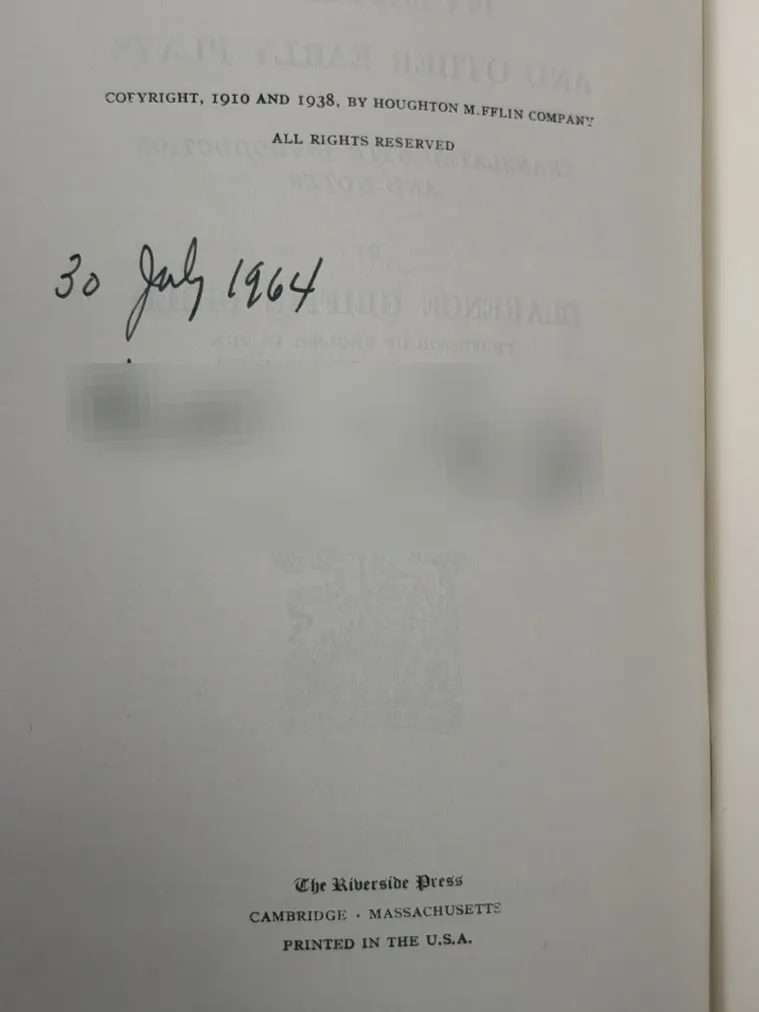 COPYRIGHT, 1910 AND 1938, BY HOUGHTON M.FFLIN COMPANY
ALL RIGHTS RESERVED
30 July 1964
The Riverside Press
CAMBRIDGE · MASSACHUSETTS
PRINTED IN THE U.S.A.